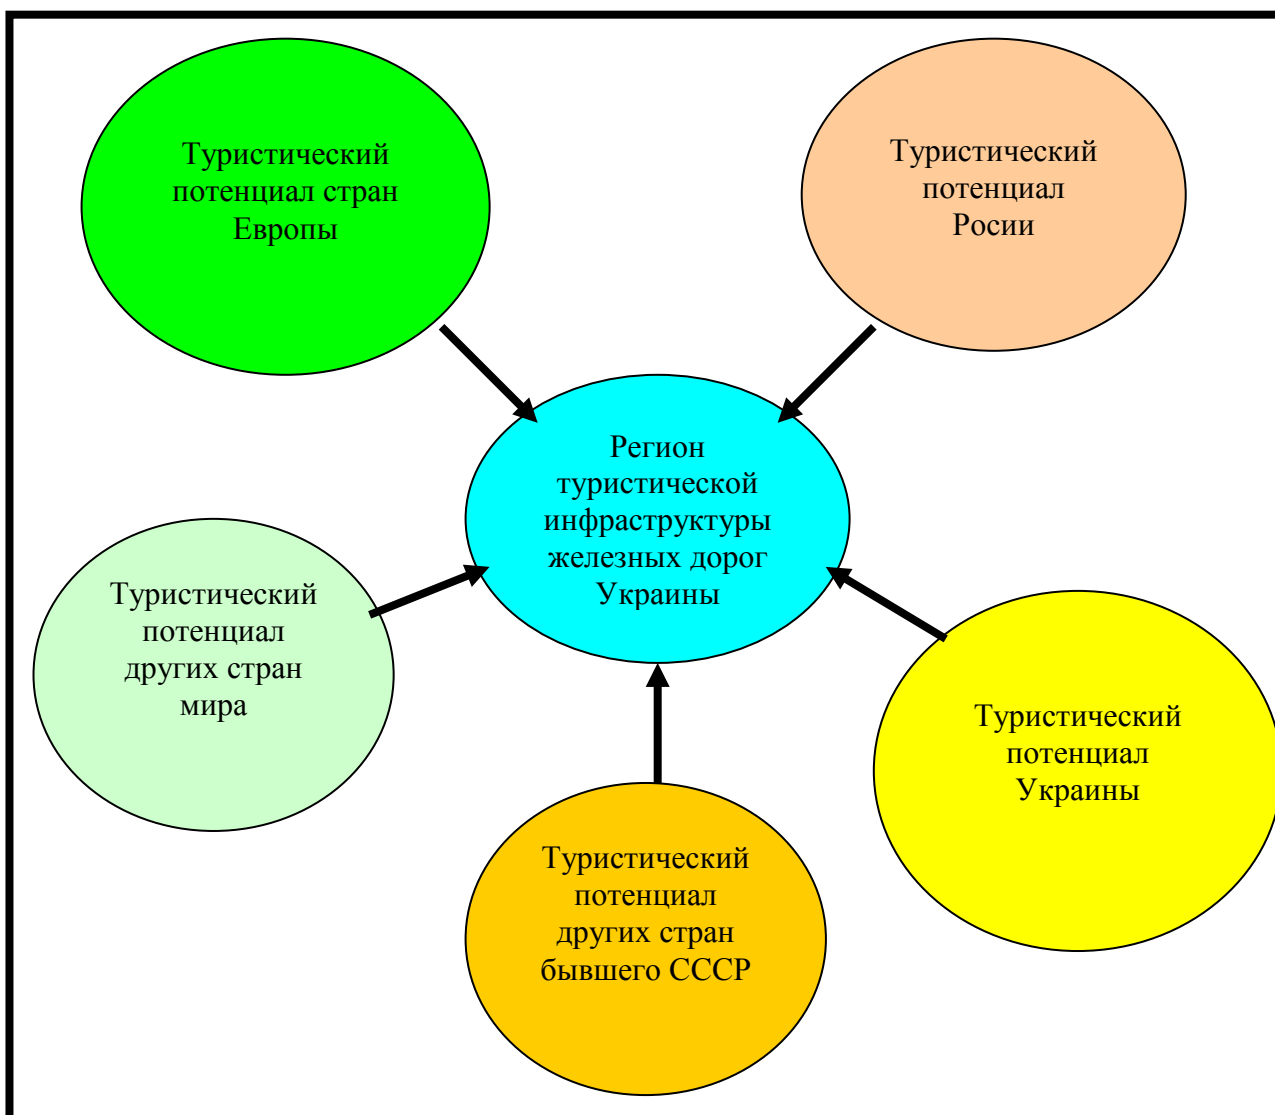 Туристический
потенциал стран
Европы
Туристический
потенциал
Росии
Регион
туристической
инфраструктуры
железных дорог
Украины
Туристический
потенциал
других стран
мира
Туристический
потенциал
Украины
Туристический
потенциал
других стран
бывшего СССР